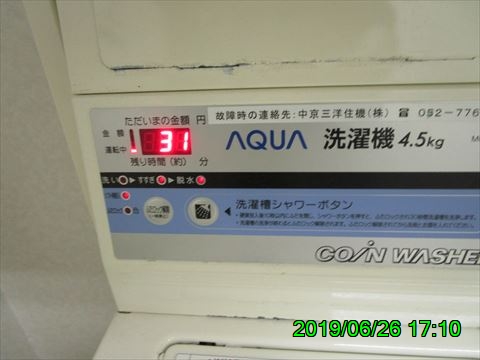 ただいまの金額 円
故障時の連絡先:中京三洋住機(株) ☎ 052-776
金額
運転中
31
AQUA 洗濯機 4.5kg
残り時間(約) 分
洗い すすぎ 脱水
洗濯槽シャワーボタン
COIN WASHER
2019/06/26 17:10